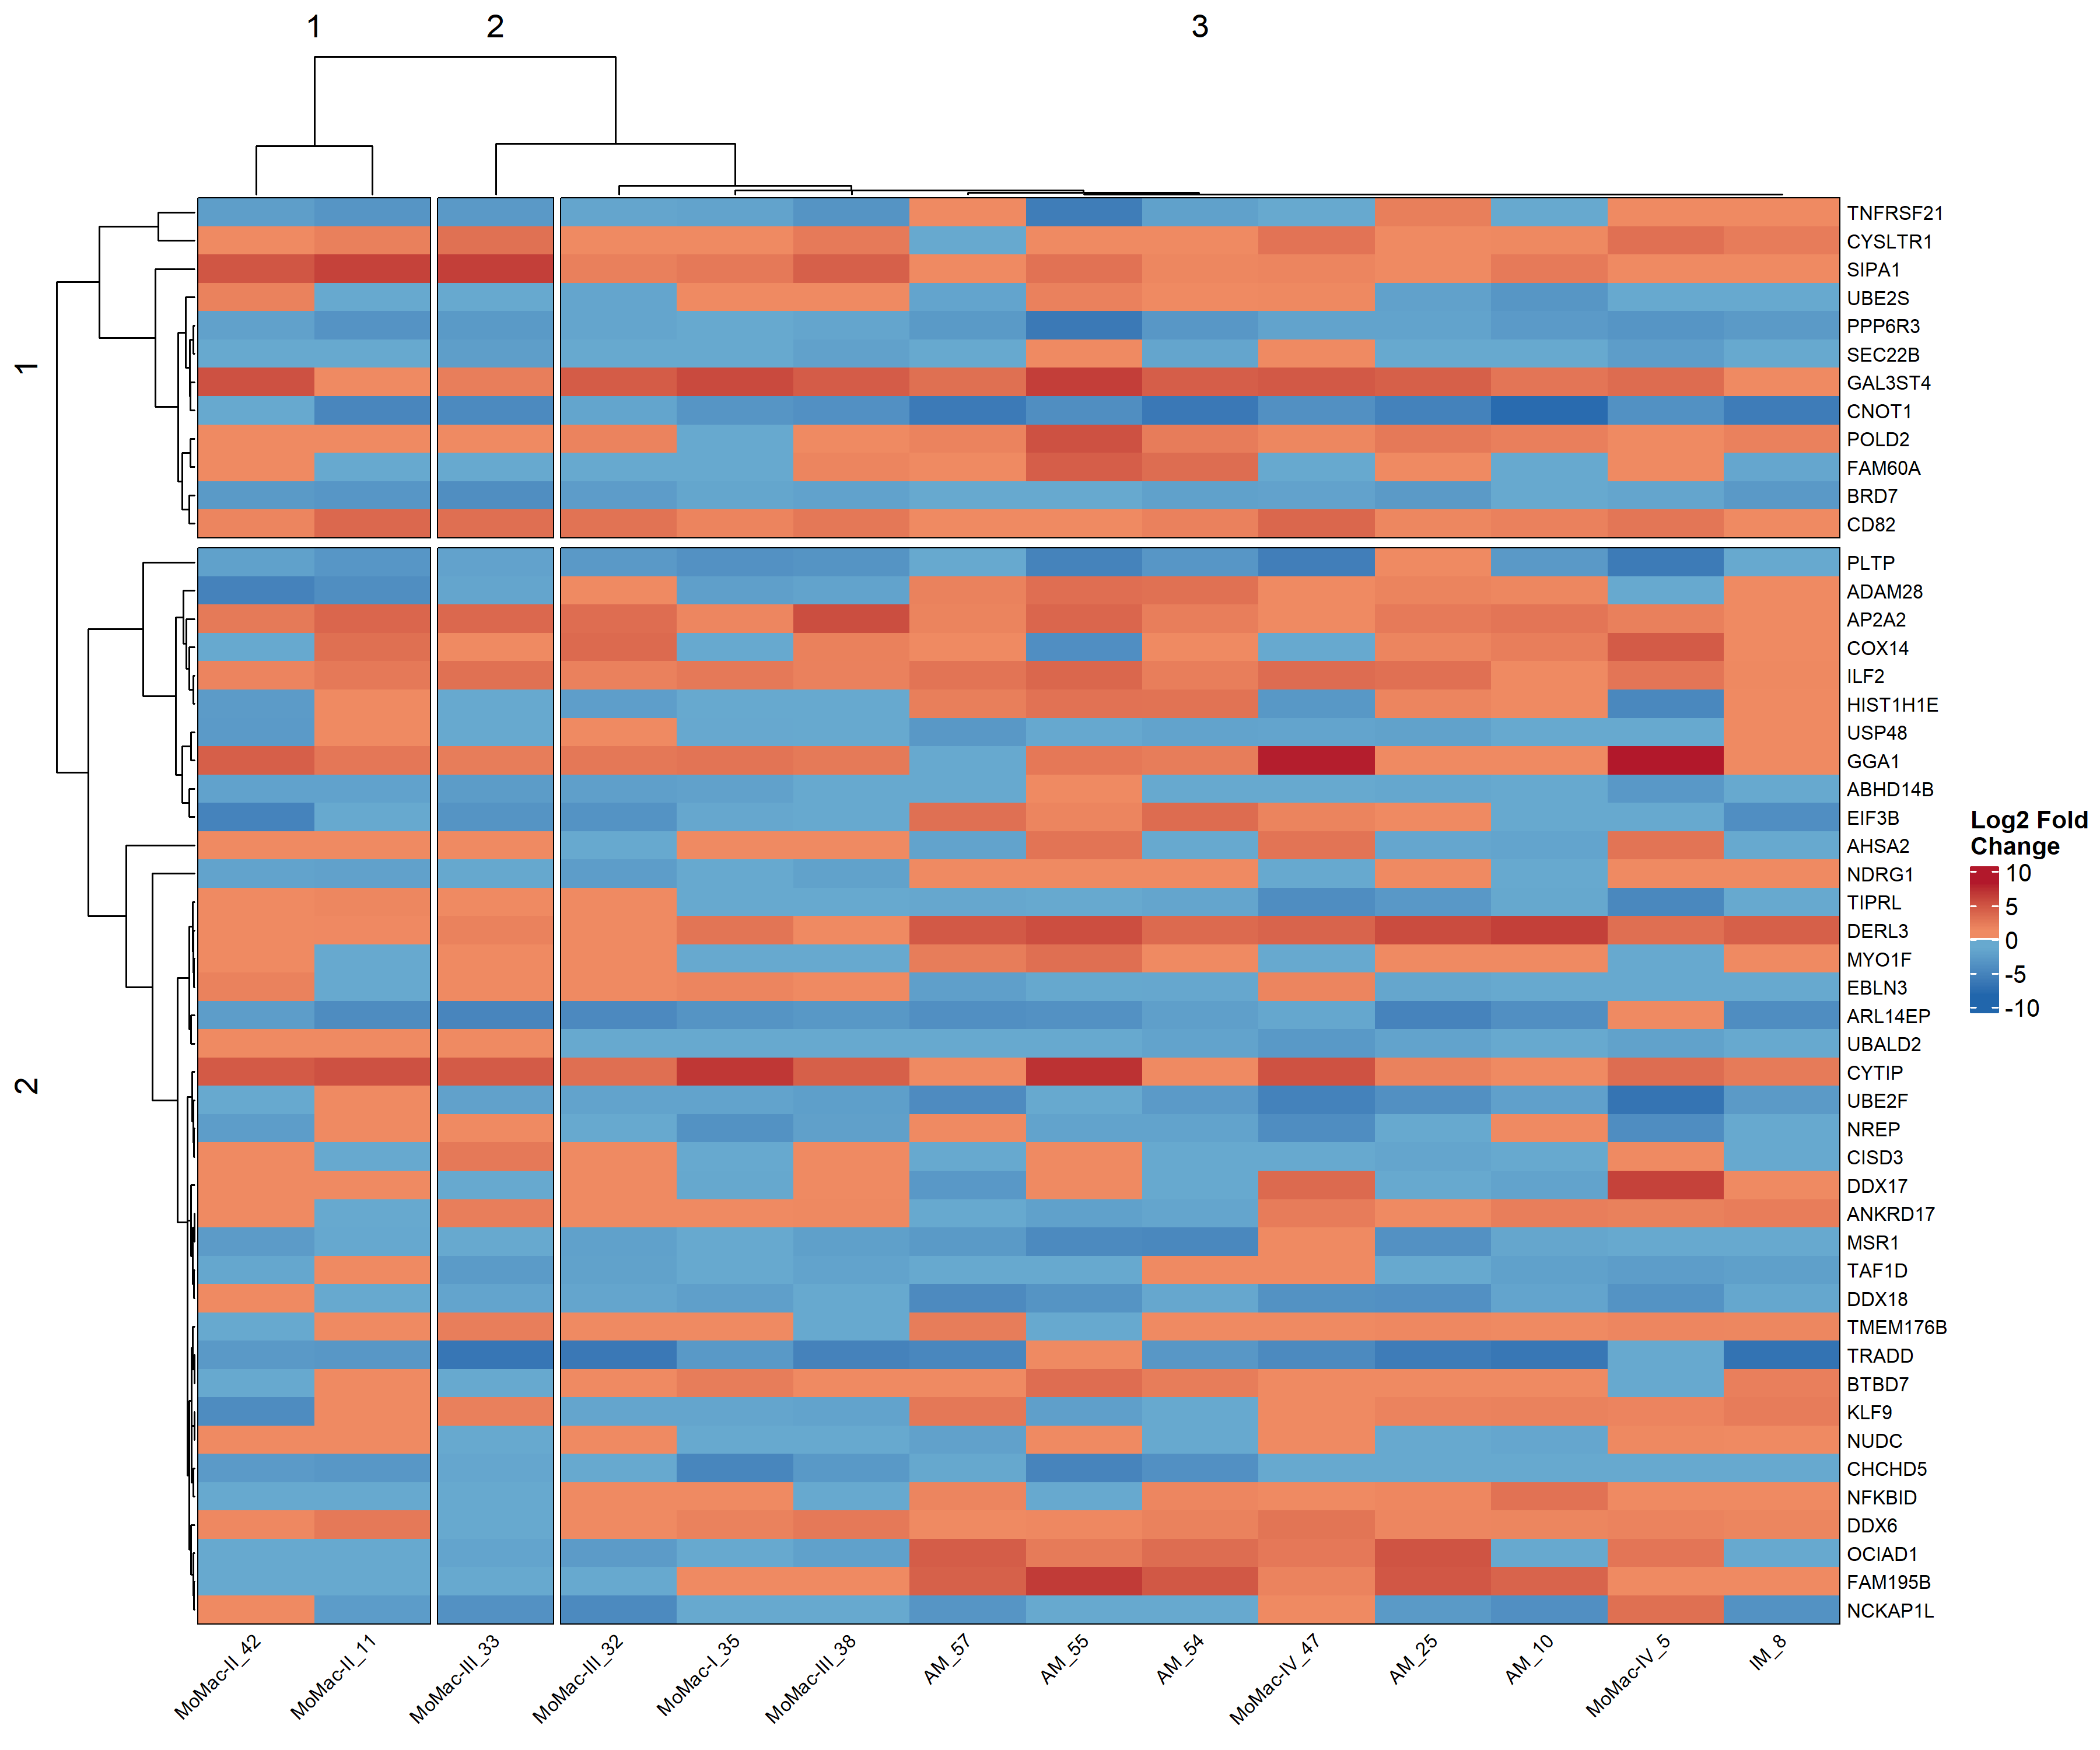 1
2
3
1
2
TNFRSF21
CYSLTR1
SIPA1
UBE2S
PPP6R3
SEC22B
GAL3ST4
CNOT1
POLD2
FAM60A
BRD7
CD82
PLTP
ADAM28
AP2A2
COX14
ILF2
HIST1H1E
USP48
GGA1
ABHD14B
EIF3B
AHSA2
NDRG1
TIPRL
DERL3
MYO1F
EBLN3
ARL14EP
UBALD2
CYTIP
UBE2F
NREP
CISD3
DDX17
ANKRD17
MSR1
TAF1D
DDX18
TMEM176B
TRADD
BTBD7
KLF9
NUDC
CHCHD5
NFKBID
DDX6
OCIAD1
FAM195B
NCKAP1L
MoMac-II_42
MoMac-II_11
MoMac-III_33
MoMac-III_32
MoMac-I_35
MoMac-III_38
AM_57
AM_55
AM_54
MoMac-IV_47
AM_25
AM_10
MoMac-IV_5
IM_8
Log2 Fold
Change
10
5
0
-5
-10